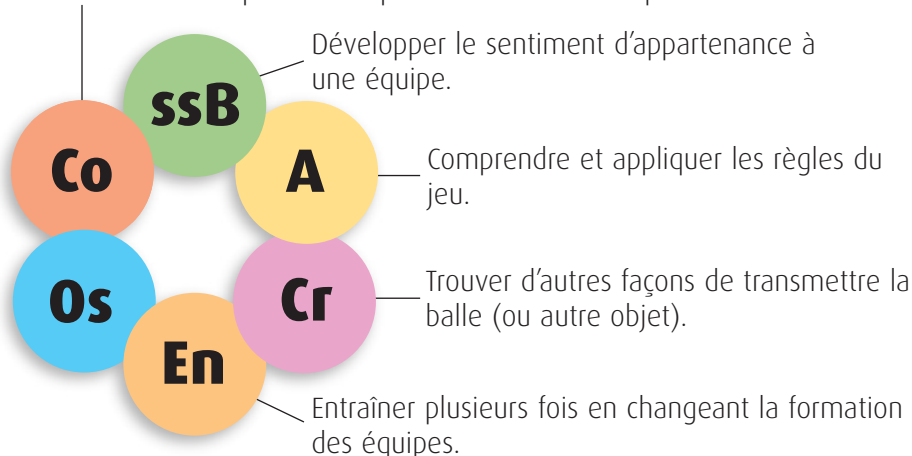 Développer le sentiment d’appartenance à
une équipe.
ssB
Co
A
Comprendre et appliquer les règles du
jeu.
Os
Cr
Trouver d’autres façons de transmettre la
balle (ou autre objet).
En
Entraîner plusieurs fois en changeant la formation
des équipes.